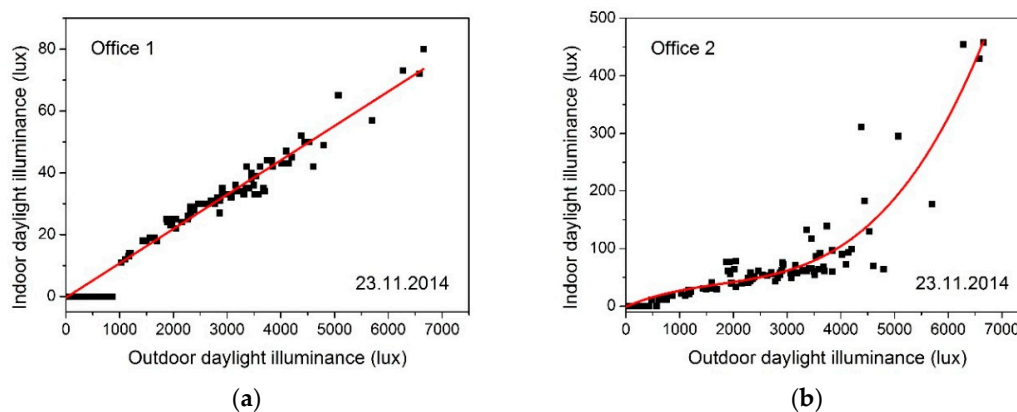 Office 1
23.11.2014
Indoor daylight illuminance (lux)
80
60
40
20
0
0 1000 2000 3000 4000 5000 6000 7000
Outdoor daylight illuminance (lux)
(a)
Office 2
23.11.2014
Indoor daylight illuminance (lux)
500
400
300
200
100
0
0 1000 2000 3000 4000 5000 6000 7000
Outdoor daylight illuminance (lux)
(b)